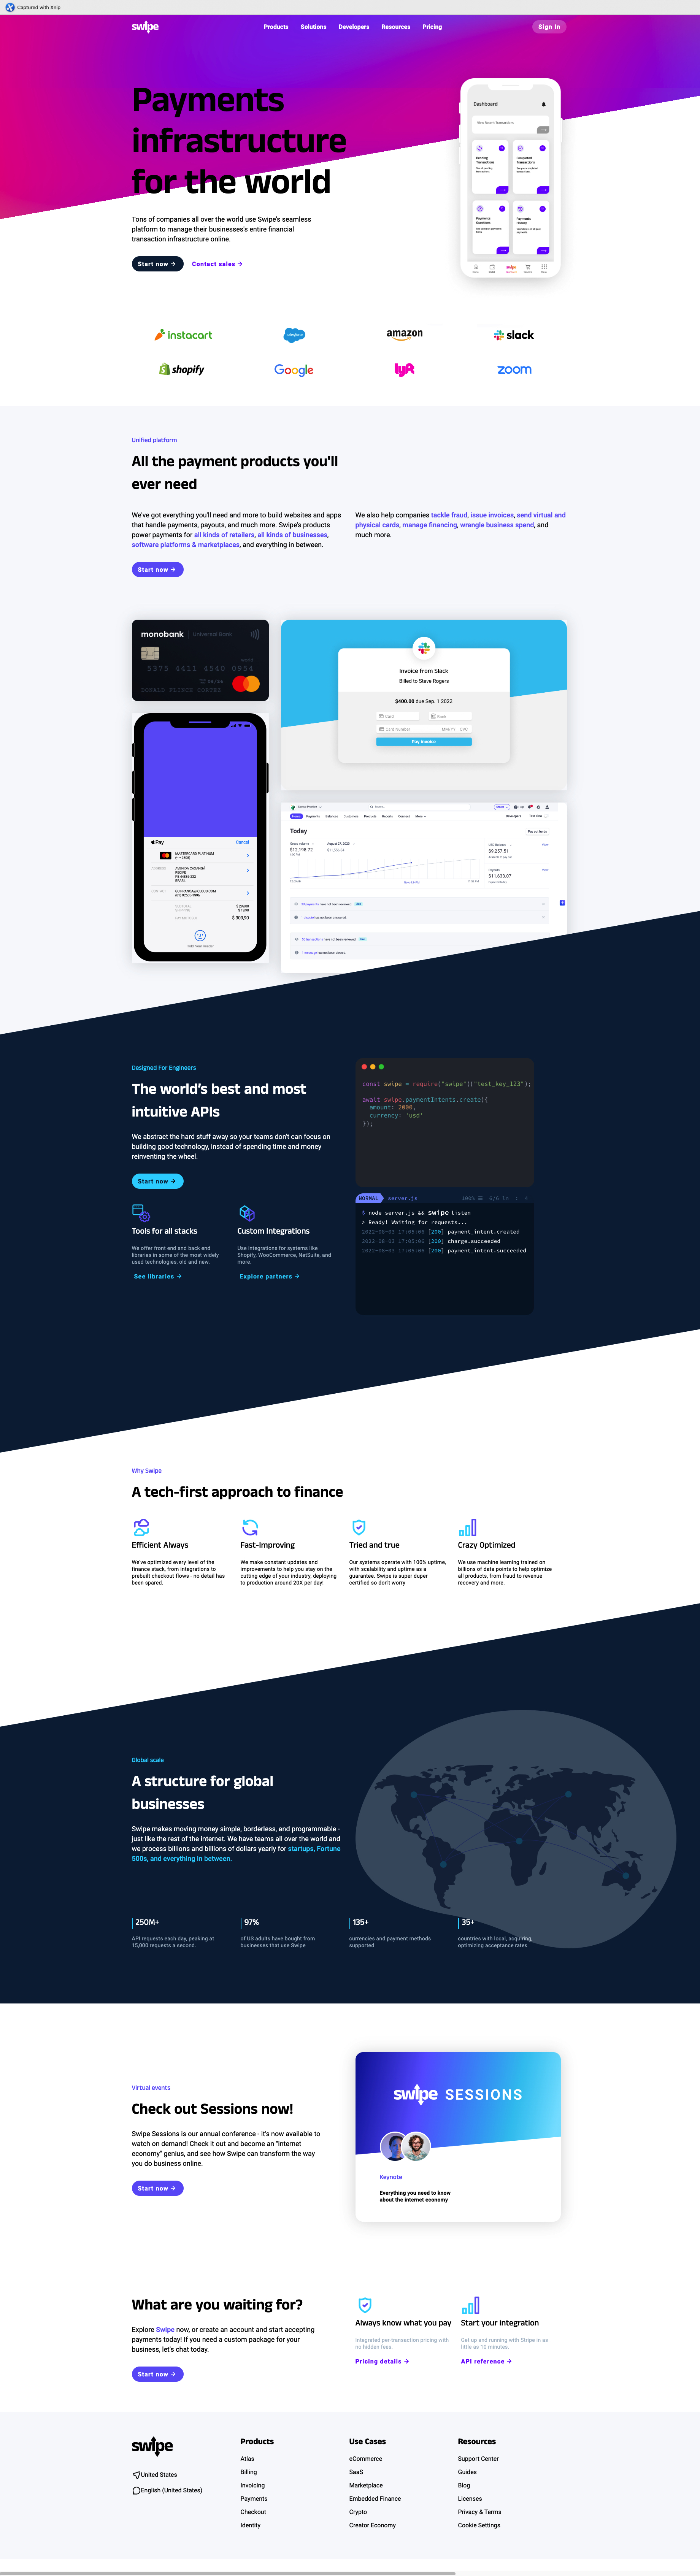 Captured with Xnip
swipe
Products Solutions Developers Resources Pricing
Sign In
Payments
infrastructure
for the world
Tons of companies all over the world use Swipe's seamless
platform to manage their businesses's entire financial
transaction infrastructure online.
Start now → Contact sales →
Dashboard
View Recent Transactions
Pending
Transactions
Completed
Transactions
Payments
Questions
Payments
History
instacart salesforce amazon slack
shopify Google lyft zoom
Unified platform
All the payment products you'll
ever need
We've got everything you'll need and more to build websites and apps
that handle payments, payouts, and much more. Swipe's products
power payments for all kinds of retailers, all kinds of businesses,
software platforms & marketplaces, and everything in between.
Start now →
We also help companies tackle fraud, issue invoices, send virtual and
physical cards, manage financing, wrangle business spend, and
much more.
monobank | Universal Bank
5375 4411 4540 0954
Invoice from Slack
Billed to Steve Rogers
$400.00 due Sep. 1 2022
Card Bank
Card Number MM/YY CVC
Pay Invoice
Pay Cancel
MASTERCARD PLATINUM
$ 309,90
Home Payments Balances Customers Products Reports Connect More
Developers Test data
Today
Pay out funds
$12,198.72
$9,257.51
$11,633.07
Designed For Engineers
The world's best and most
intuitive APIs
We abstract the hard stuff away so your teams don't can focus on
building good technology, instead of spending time and money
reinventing the wheel.
Start now →
Tools for all stacks
We offer front end and back end
libraries in some of the most widely
used technologies, old and new.
See libraries →
Custom Integrations
Use integrations for systems like
Shopify, WooCommerce, NetSuite, and
more.
Explore partners →
const swipe = require("swipe")("test_key_123");
await swipe.paymentIntents.create({
amount: 2000,
currency: 'usd'
});
NORMAL server.js 100%
$ node server.js && swipe listen
> Ready! Waiting for requests...
2022-08-03 17:05:06 [200] payment_intent.created
2022-08-03 17:05:06 [200] charge.succeeded
2022-08-03 17:05:06 [200] payment_intent.succeeded
Why Swipe
A tech-first approach to finance
Efficient Always
We've optimized every level of the
finance stack, from integrations to
prebuilt checkout flows - no detail has
been spared.
Fast-Improving
We make constant updates and
improvements to help you stay on the
cutting edge of your industry, deploying
to production around 20X per day!
Tried and true
Our systems operate with 100% uptime,
with scalability and uptime as a
guarantee. Swipe is super duper
certified so don't worry
Crazy Optimized
We use machine learning trained on
billions of data points to help optimize
all products, from fraud to revenue
recovery and more.
Global scale
A structure for global
businesses
Swipe makes moving money simple, borderless, and programmable -
just like the rest of the internet. We have teams all over the world and
we process billions and billions of dollars yearly for startups, Fortune
500s, and everything in between.
250M+
API requests each day, peaking at
15,000 requests a second.
97%
of US adults have bought from
businesses that use Swipe
135+
currencies and payment methods
supported
35+
countries with local, acquiring,
optimizing acceptance rates
Virtual events
Check out Sessions now!
Swipe Sessions is our annual conference - it's now available to
watch on demand! Check it out and become an "internet
economy" genius, and see how Swipe can transform the way
you do business online.
Start now →
swipe SESSIONS
Keynote
Everything you need to know
about the internet economy
What are you waiting for?
Explore Swipe now, or create an account and start accepting
payments today! If you need a custom package for your
business, let's chat today.
Start now →
Always know what you pay
Integrated per-transaction pricing with
no hidden fees.
Pricing details →
Start your integration
Get up and running with Stripe in as
little as 10 minutes.
API reference →
swipe
United States
English (United States)
Products
Atlas
Billing
Invoicing
Payments
Checkout
Identity
Use Cases
eCommerce
SaaS
Marketplace
Embedded Finance
Crypto
Creator Economy
Resources
Support Center
Guides
Blog
Licenses
Privacy & Terms
Cookie Settings